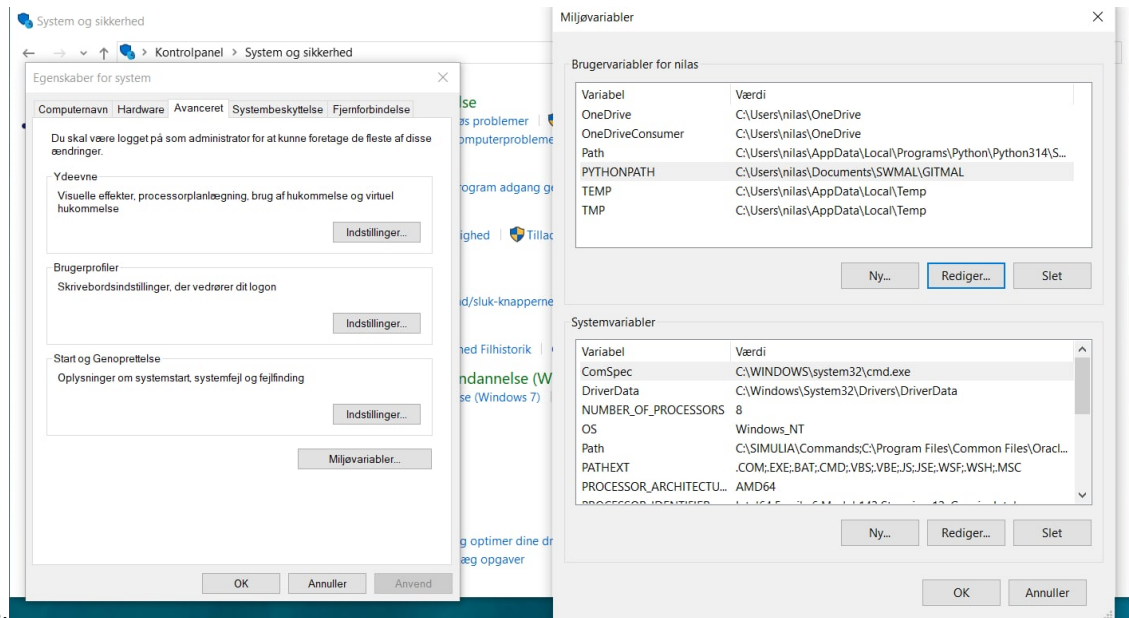 System og sikkerhed
Kontrolpanel > System og sikkerhed
Egenskaber for system
Computernavn Hardware Avanceret Systembeskyttelse Fjernforbindelse
Du skal være logget på som administrator for at kunne foretage de fleste af disse
ændringer.
Ydeevne
Visuelle effekter, processorplanlægning, brug af hukommelse og virtuel
hukommelse
Indstillinger...
Brugerprofiler
Skrivebordsindstillinger, der vedrører dit logon
Indstillinger...
Start og Genoprettelse
Oplysninger om systemstart, systemfejl og fejlfinding
Indstillinger...
Miljøvariabler...
OK Annuller Anvend
lse
øs problemer
omputerprobleme
rogram adgang ge
ighed Tillad
nd/sluk-knapperne
ned Filhistorik
ndannelse (W
lse (Windows 7)
g optimer dine dr
æg opgaver
Miljøvariabler
Brugervariabler for nilas
Variabel Værdi
OneDrive C:\Users\nilas\OneDrive
OneDriveConsumer C:\Users\nilas\OneDrive
Path C:\Users\nilas\AppData\Local\Programs\Python\Python314\S...
PYTHONPATH C:\Users\nilas\Documents\SWMAL\GITMAL
TEMP C:\Users\nilas\AppData\Local\Temp
TMP C:\Users\nilas\AppData\Local\Temp
Ny... Rediger... Slet
Systemvariabler
Variabel Værdi
ComSpec C:\WINDOWS\system32\cmd.exe
DriverData C:\Windows\System32\Drivers\DriverData
NUMBER_OF_PROCESSORS 8
OS Windows_NT
Path C:\SIMULIA\Commands;C:\Program Files\Common Files\Oracl...
PATHEXT .COM;.EXE;.BAT;.CMD;.VBS;.VBE;.JS;.JSE;.WSF;.WSH;.MSC
PROCESSOR_ARCHITECTU... AMD64
Ny... Rediger... Slet
OK Annuller